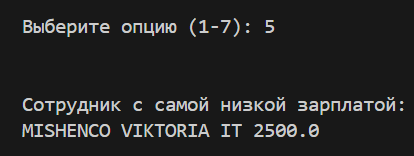 Выберите опцию (1-7): 5
Сотрудник с самой низкой зарплатой:
MISHENCO VIKTORIA IT 2500.0